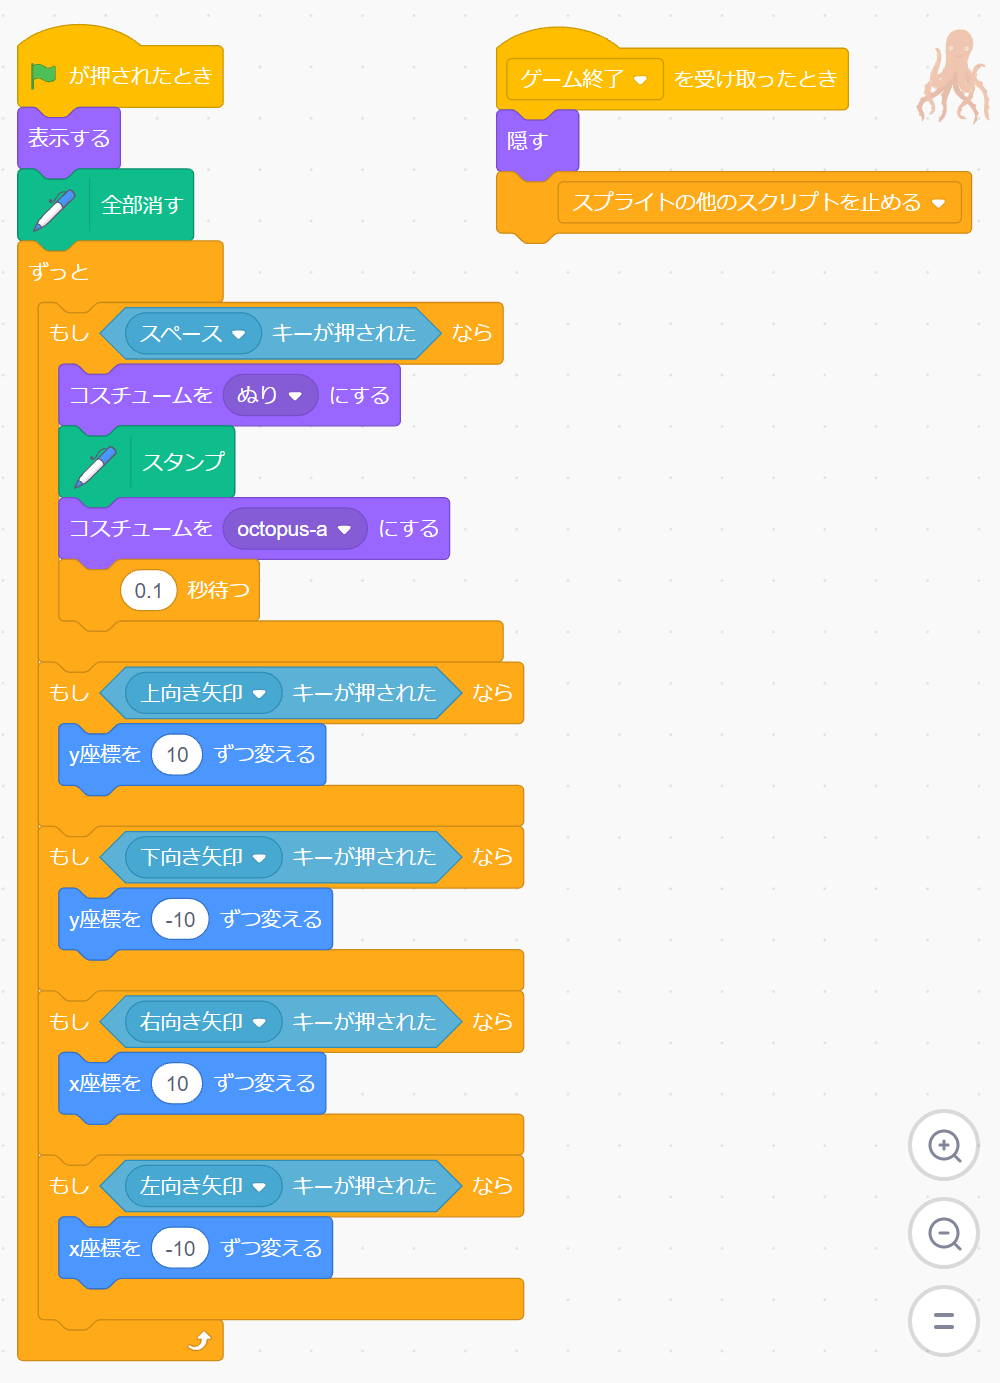 が押されたとき
表示する
全部消す
ずっと
もし スペース キーが押された なら
コスチュームを ぬり にする
スタンプ
コスチュームを octopus-a にする
0.1 秒待つ
もし 上向き矢印 キーが押された なら
y座標を 10 ずつ変える
もし 下向き矢印 キーが押された なら
y座標を -10 ずつ変える
もし 右向き矢印 キーが押された なら
x座標を 10 ずつ変える
もし 左向き矢印 キーが押された なら
x座標を -10 ずつ変える
ゲーム終了 を受け取ったとき
隠す
スプライトの他のスクリプトを止める